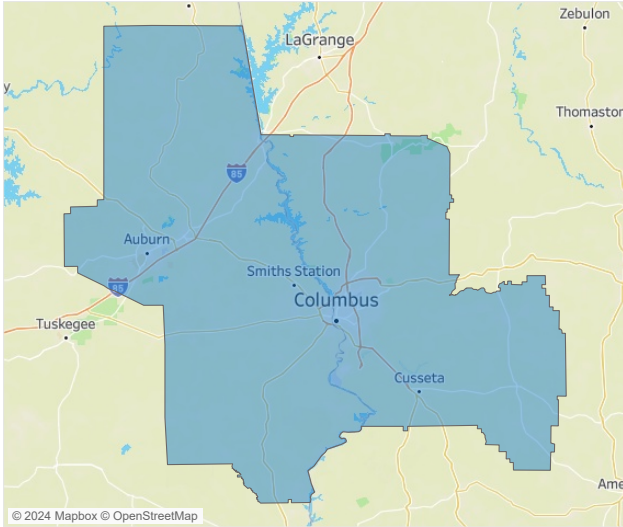 Zebulon
LaGrange
y
Thomaston
85
Auburn
Smiths Station
85
Columbus
Tuskegee
Cusseta
Ame
© 2024 Mapbox © OpenStreetMap